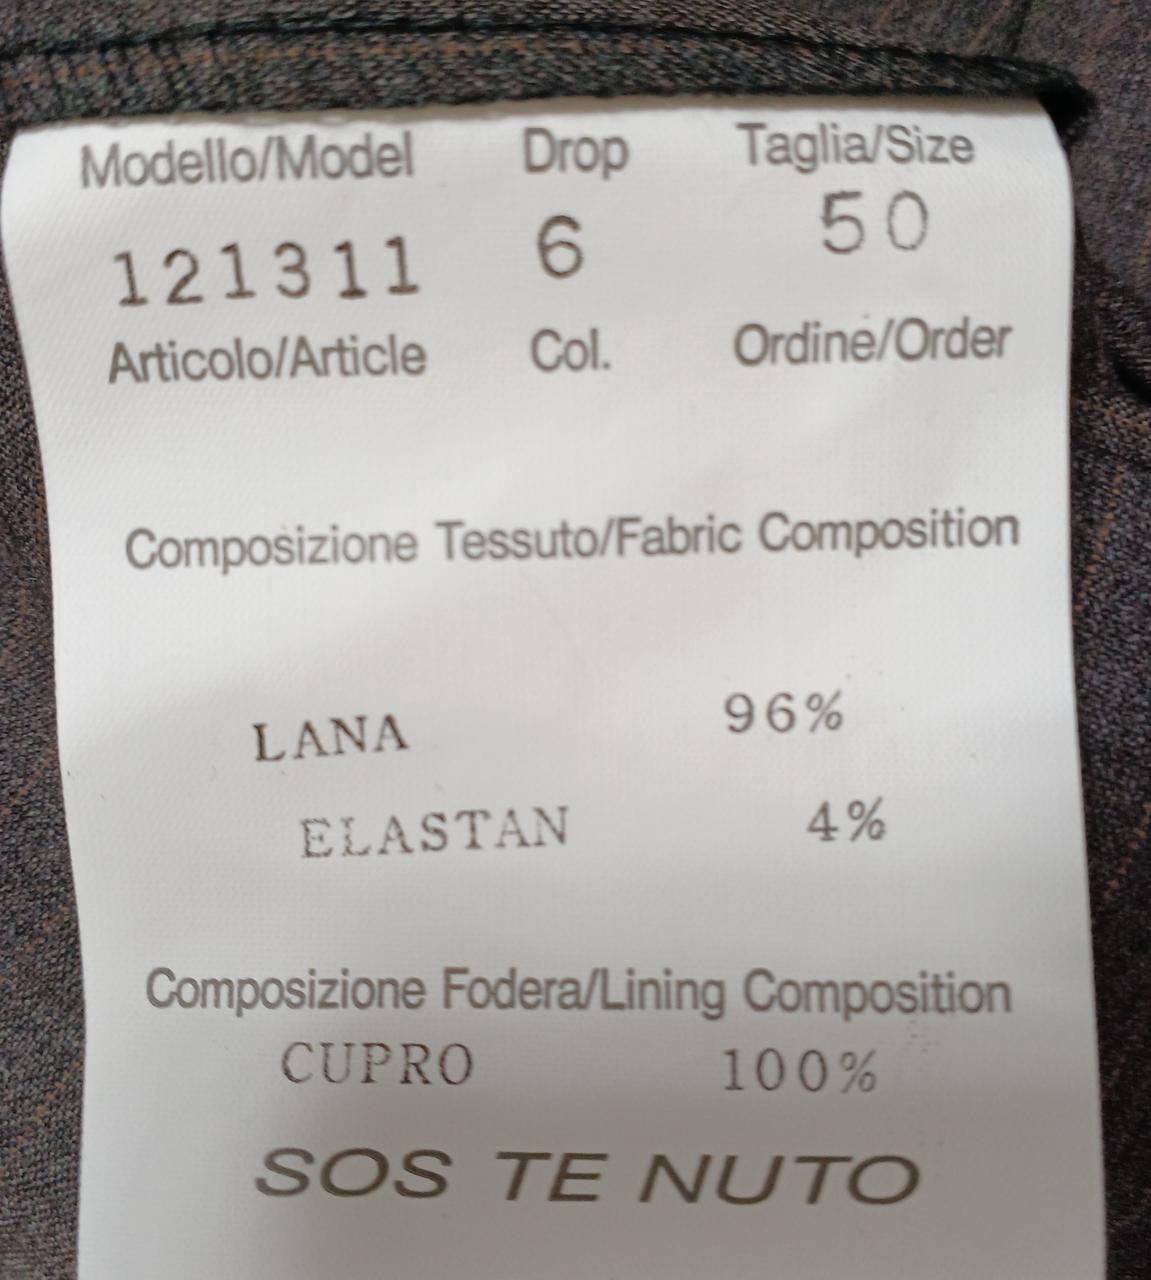 Modello/Model Drop Taglia/Size
121311 6 50
Articolo/Article Col. Ordine/Order
Composizione Tessuto/Fabric Composition
LANA 96%
ELASTAN 4%
Composizione Fodera/Lining Composition
CUPRO 100%
SOS TE NUTO